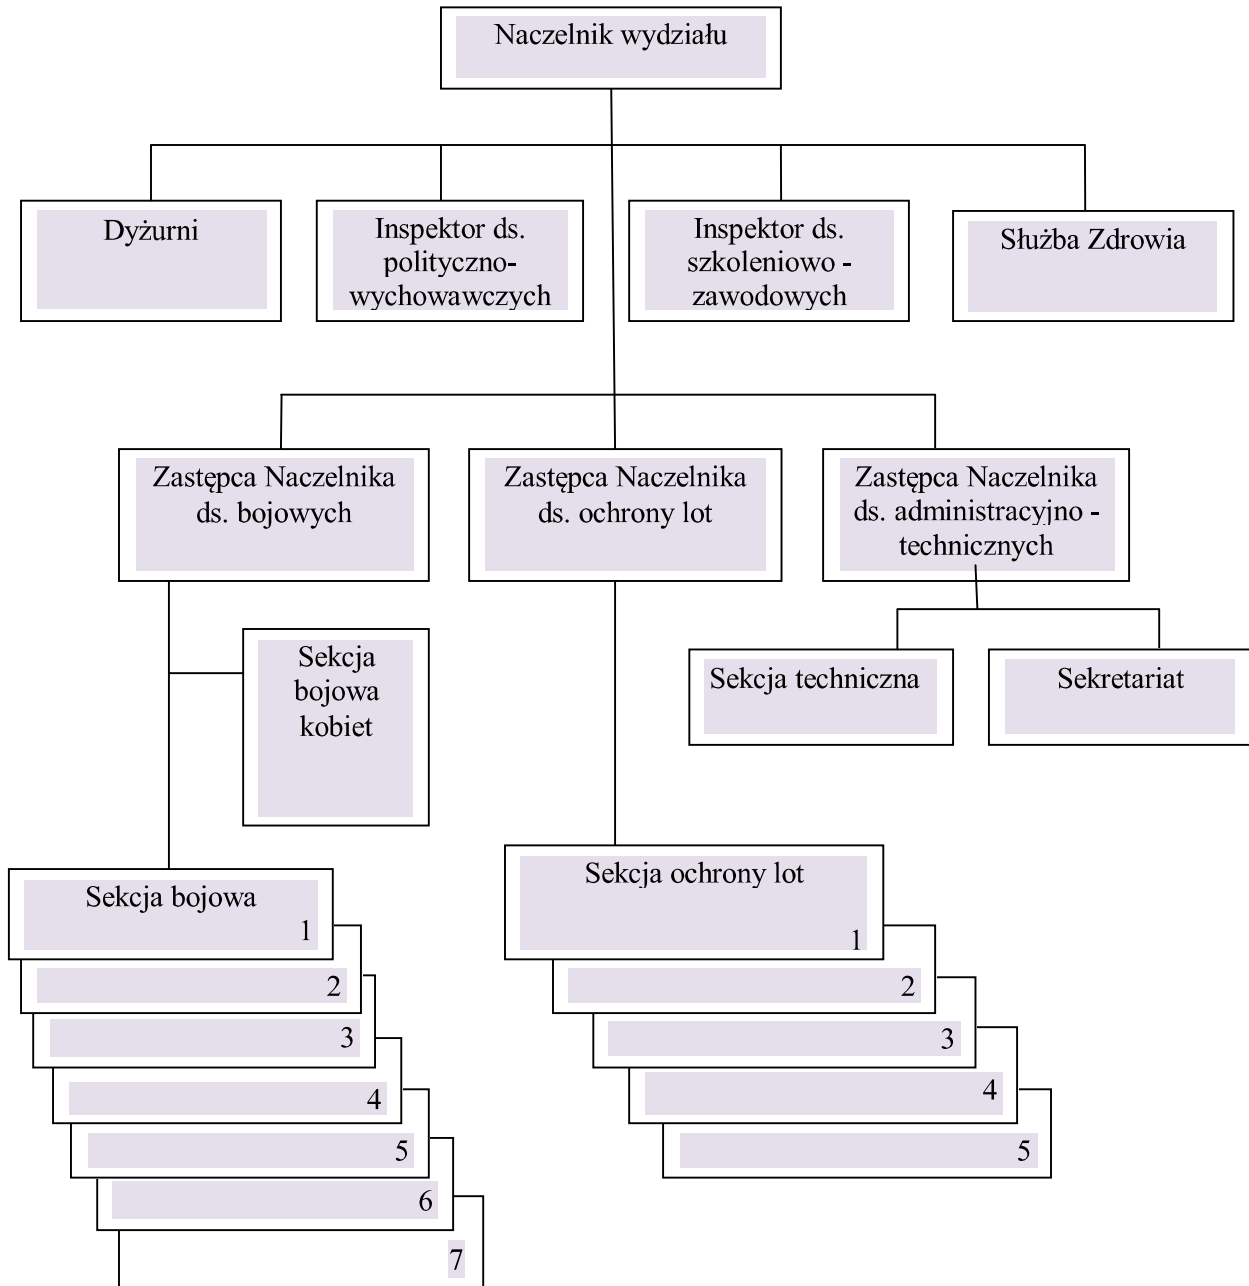 Naczelnik wydziału
Dyżurni
Inspektor ds.
polityczno-
wychowawczych
Inspektor ds.
szkoleniowo -
zawodowych
Służba Zdrowia
Zastępca Naczelnika
ds. bojowych
Zastępca Naczelnika
ds. ochrony lot
Zastępca Naczelnika
ds. administracyjno -
technicznych
Sekcja
bojowa
kobiet
Sekcja techniczna
Sekretariat
Sekcja bojowa
1
2
3
4
5
6
7
Sekcja ochrony lot
1
2
3
4
5